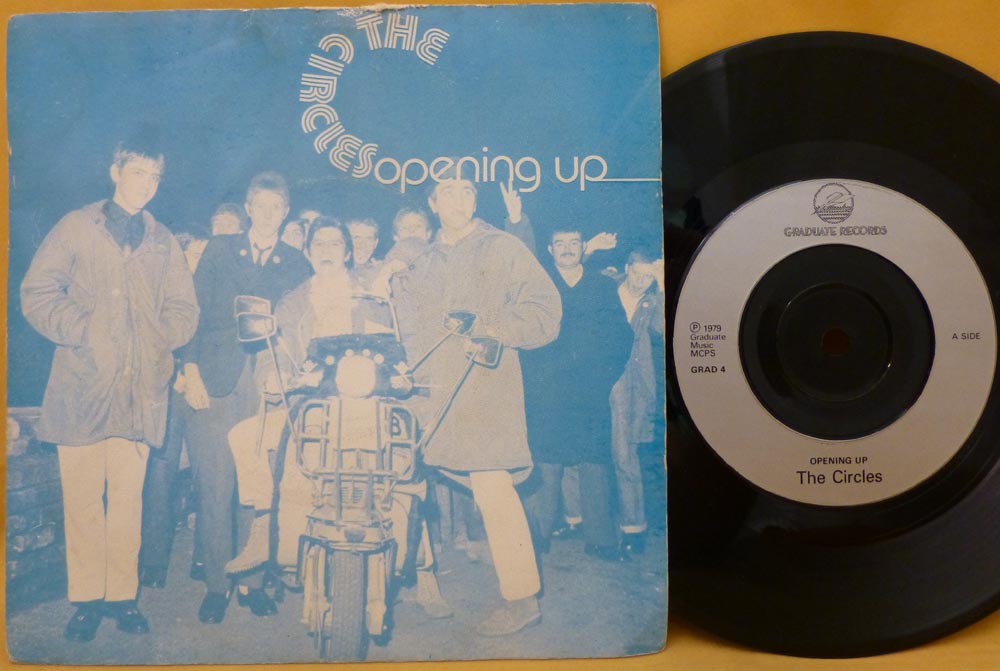 THE
CIRCLES
opening up
B
GRADUATE RECORDS
Ⓟ 1979
Graduate
Music
MCPS
GRAD 4
A SIDE
OPENING UP
The Circles